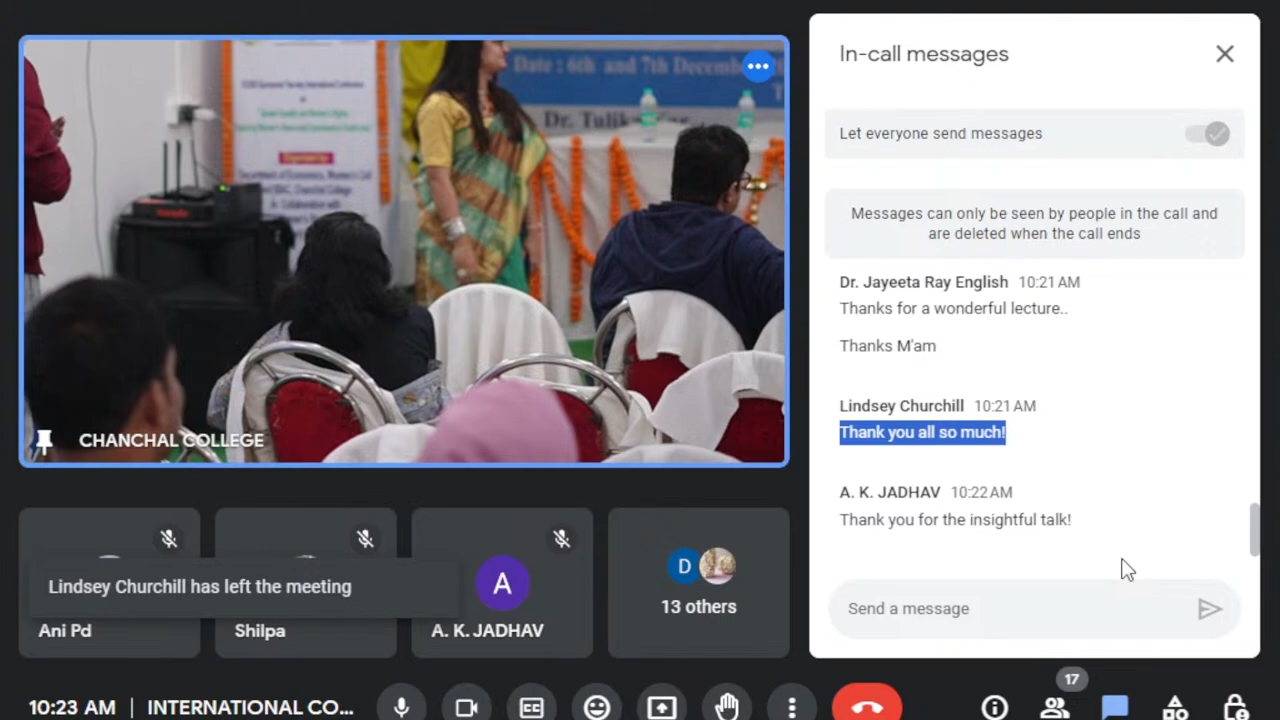 Date : 6th and 7th Decem
Dr. Tulika
Organised by
CHANCHAL COLLEGE
Lindsey Churchill has left the meeting
Ani Pd
Shilpa
A
A. K. JADHAV
D
13 others
10:23 AM | INTERNATIONAL CO...
CC
17
In-call messages
Let everyone send messages
Messages can only be seen by people in the call and
are deleted when the call ends
Dr. Jayeeta Ray English 10:21 AM
Thanks for a wonderful lecture..
Thanks M'am
Lindsey Churchill 10:21 AM
Thank you all so much!
A. K. JADHAV 10:22 AM
Thank you for the insightful talk!
Send a message